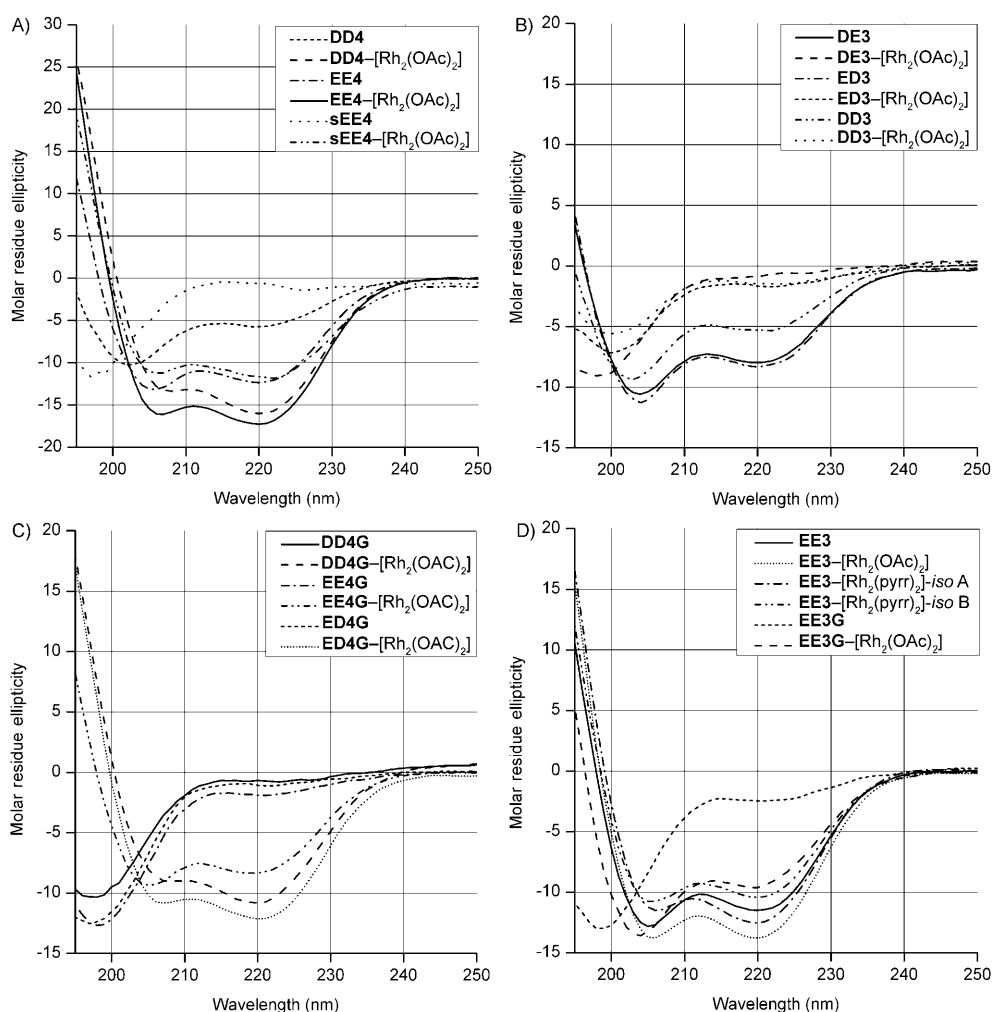 A)
30
25
20
15
10
5
0
-5
-10
-15
-20
Molar residue ellipticity
DD4
DD4–[Rh2(OAc)2]
EE4
EE4–[Rh2(OAc)2]
sEE4
sEE4–[Rh2(OAc)2]
200 210 220 230 240 250
Wavelength (nm)
B)
20
15
10
5
0
-5
-10
-15
Molar residue ellipticity
DE3
DE3–[Rh2(OAc)2]
ED3
ED3–[Rh2(OAc)2]
DD3
DD3–[Rh2(OAc)2]
200 210 220 230 240 250
Wavelength (nm)
C)
20
15
10
5
0
-5
-10
-15
Molar residue ellipticity
DD4G
DD4G–[Rh2(OAC)2]
EE4G
EE4G–[Rh2(OAC)2]
ED4G
ED4G–[Rh2(OAC)2]
200 210 220 230 240 250
Wavelength (nm)
D)
20
15
10
5
0
-5
-10
-15
Molar residue ellipticity
EE3
EE3–[Rh2(OAc)2]
EE3–[Rh2(pyrr)2]-iso A
EE3–[Rh2(pyrr)2]-iso B
EE3G
EE3G–[Rh2(OAc)2]
200 210 220 230 240 250
Wavelength (nm)